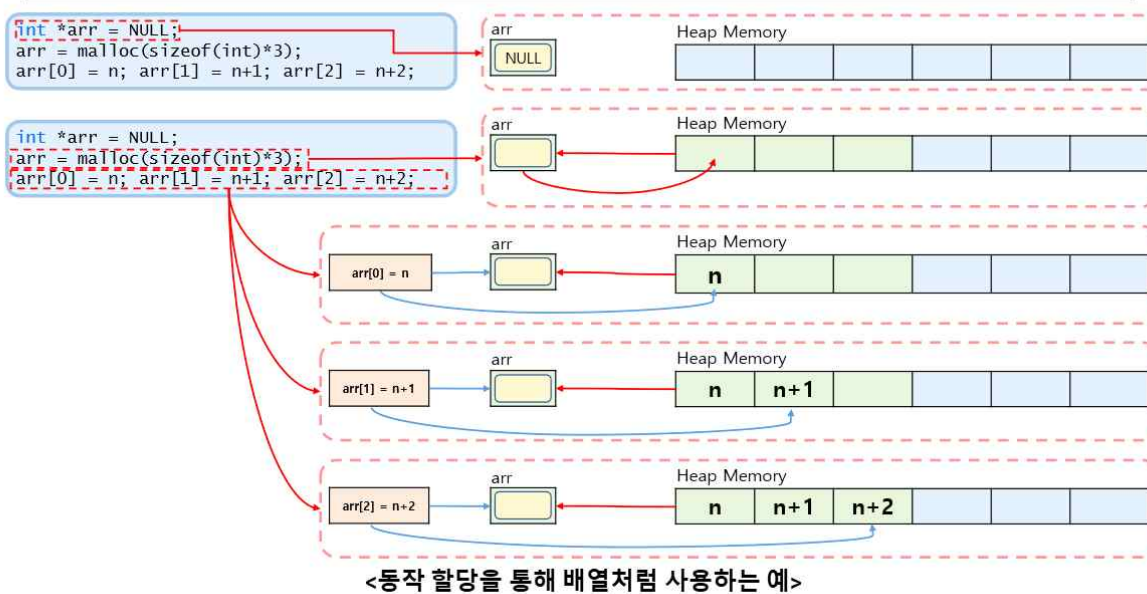 int *arr = NULL;
arr = malloc(sizeof(int)*3);
arr[0] = n; arr[1] = n+1; arr[2] = n+2;
arr
NULL
Heap Memory
int *arr = NULL;
arr = malloc(sizeof(int)*3);
arr[0] = n; arr[1] = n+1; arr[2] = n+2;
arr
Heap Memory
arr[0] = n
arr
Heap Memory
n
arr[1] = n+1
arr
Heap Memory
n n+1
arr[2] = n+2
arr
Heap Memory
n n+1 n+2
<동작 할당을 통해 배열처럼 사용하는 예>